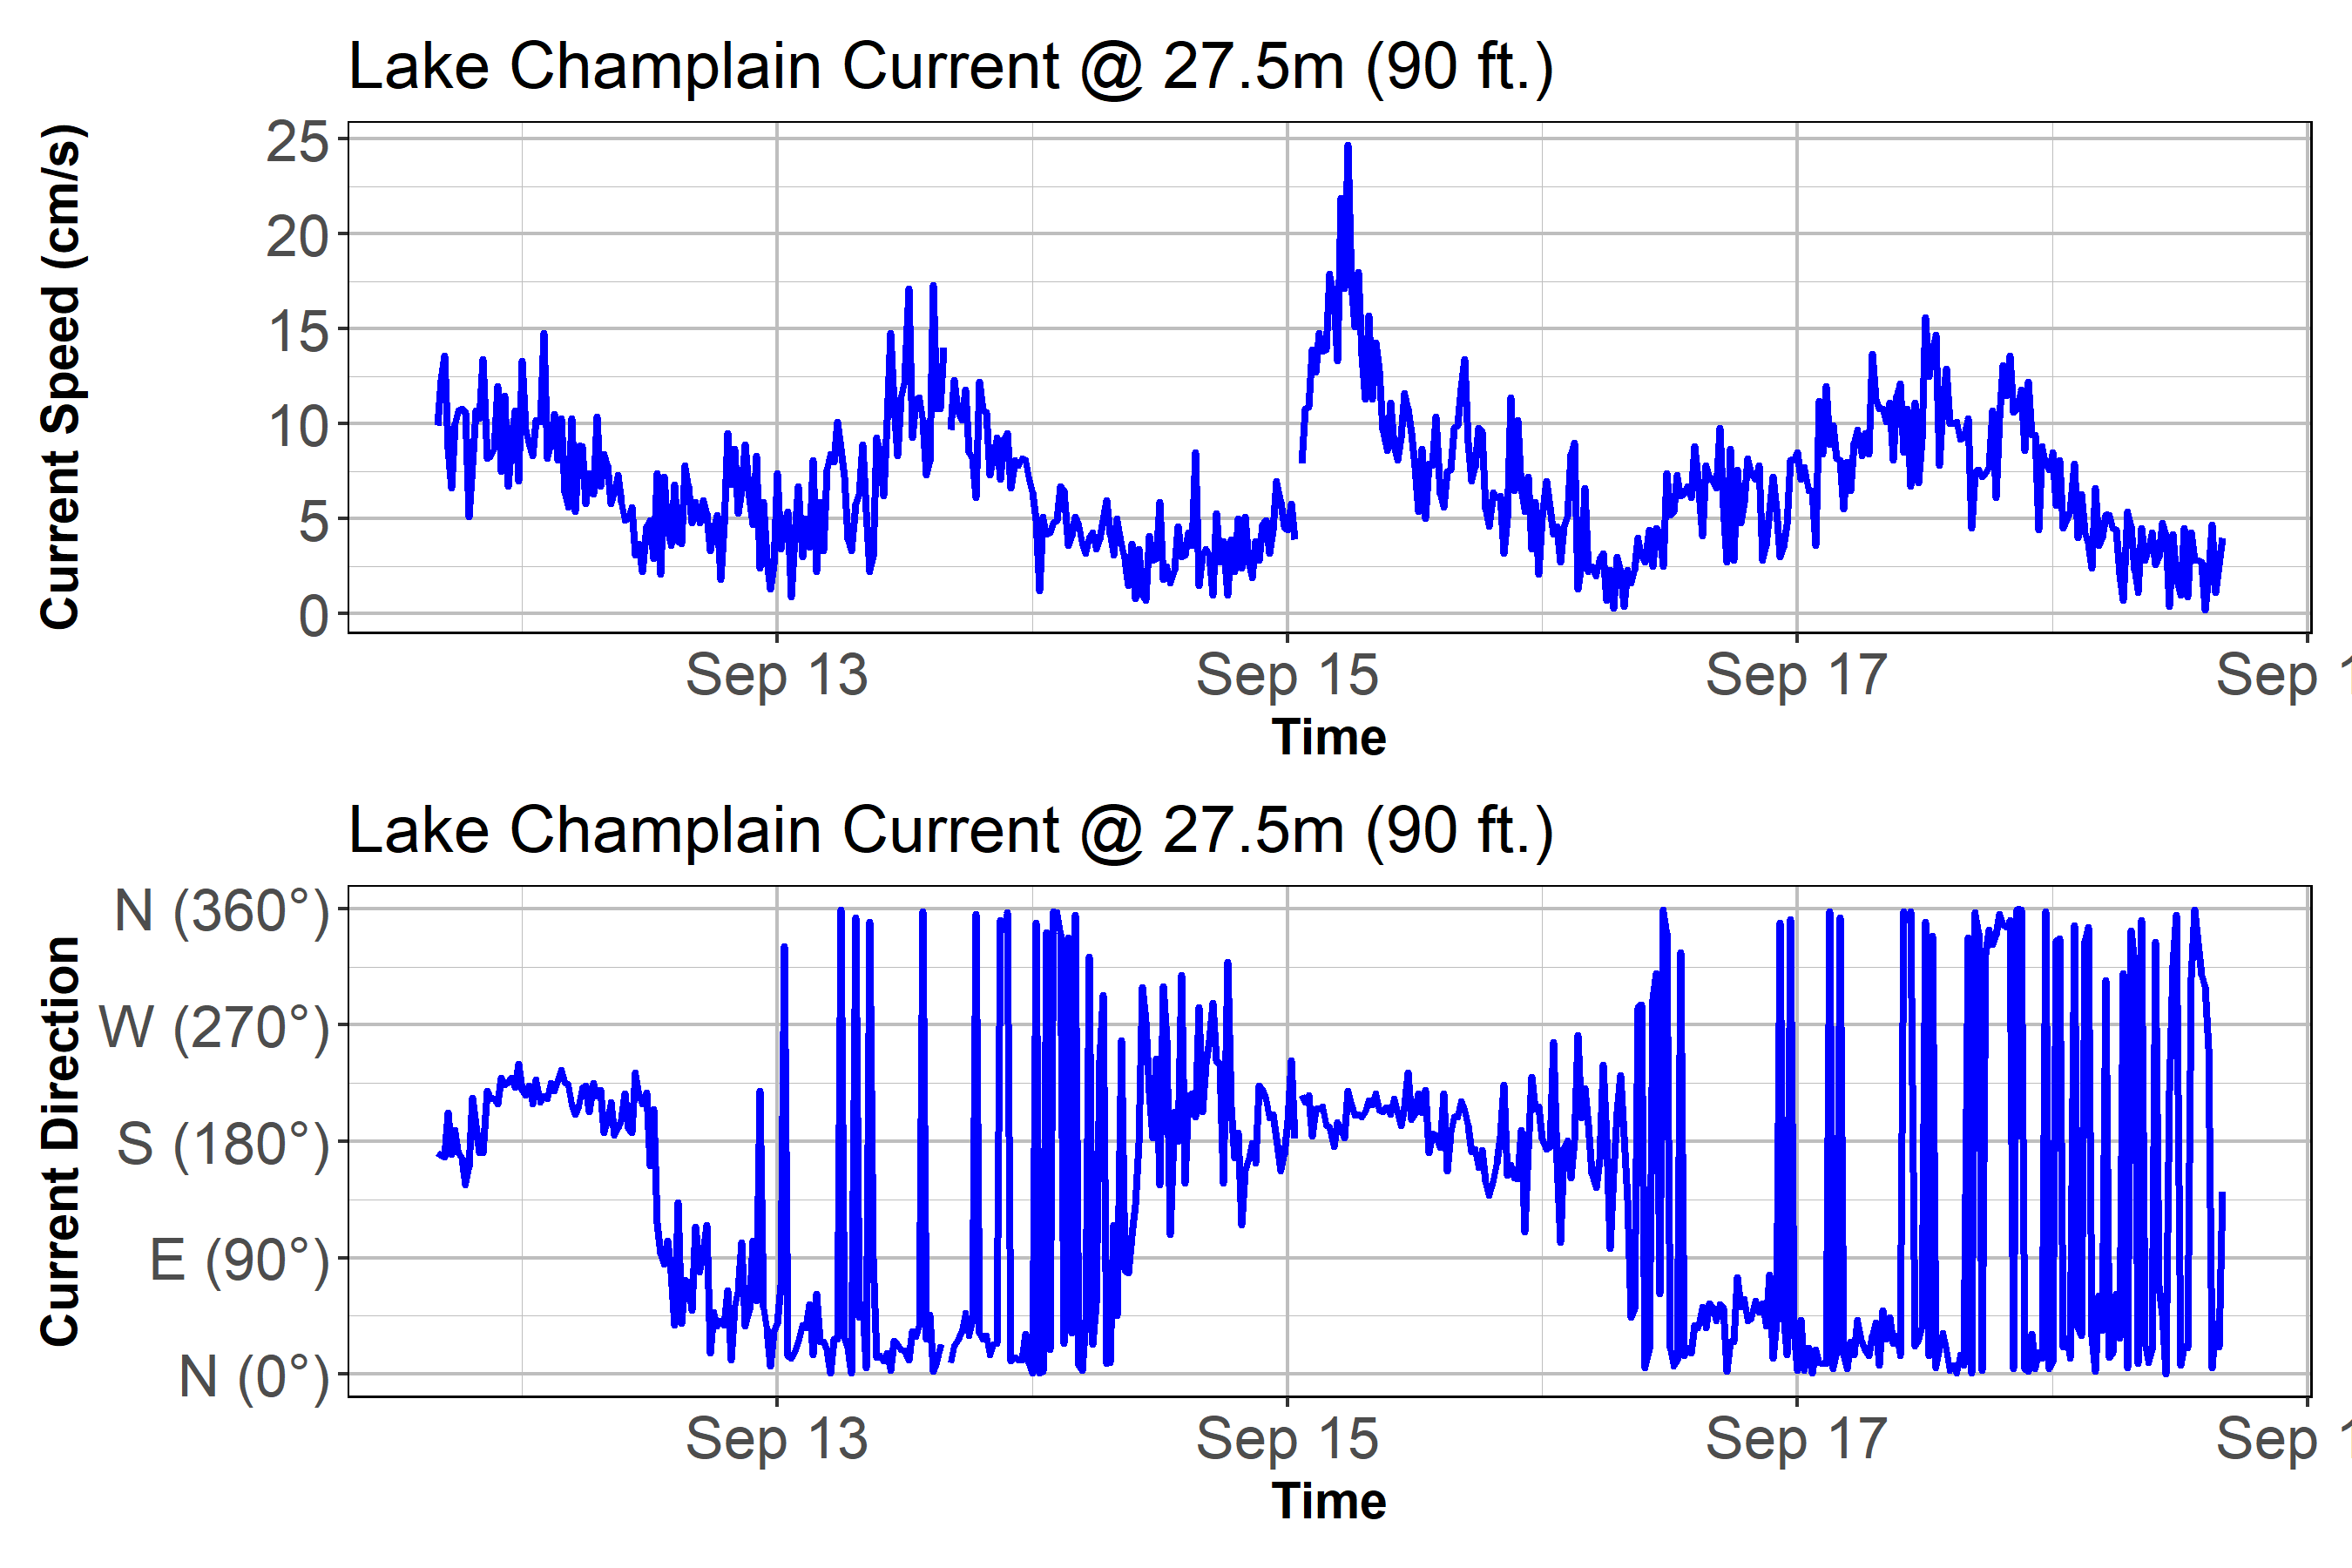 Lake Champlain Current @ 27.5m (90 ft.)
Current Speed (cm/s)
25
20
15
10
5
0
Sep 13 Sep 15 Sep 17 Sep 1
Time
Lake Champlain Current @ 27.5m (90 ft.)
Current Direction
N (360°)
W (270°)
S (180°)
E (90°)
N (0°)
Sep 13 Sep 15 Sep 17 Sep 1
Time